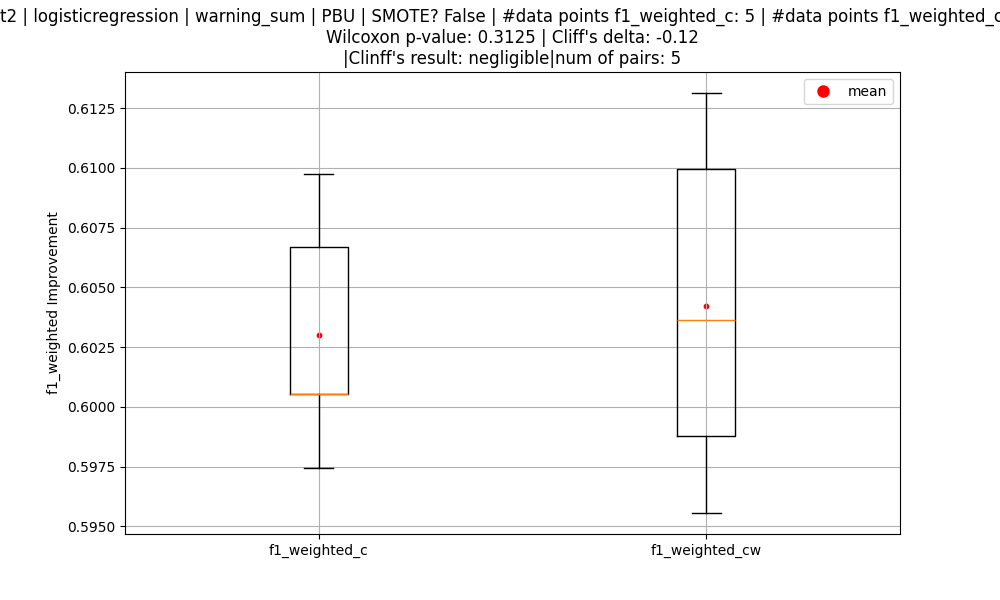 t2 | logisticregression | warning_sum | PBU | SMOTE? False | #data points f1_weighted_c: 5 | #data points f1_weighted_c
Wilcoxon p-value: 0.3125 | Cliff's delta: -0.12
|Clinff's result: negligible|num of pairs: 5
mean
0.6125
0.6100
0.6075
0.6050
0.6025
0.6000
0.5975
0.5950
f1_weighted Improvement
f1_weighted_c
f1_weighted_cw